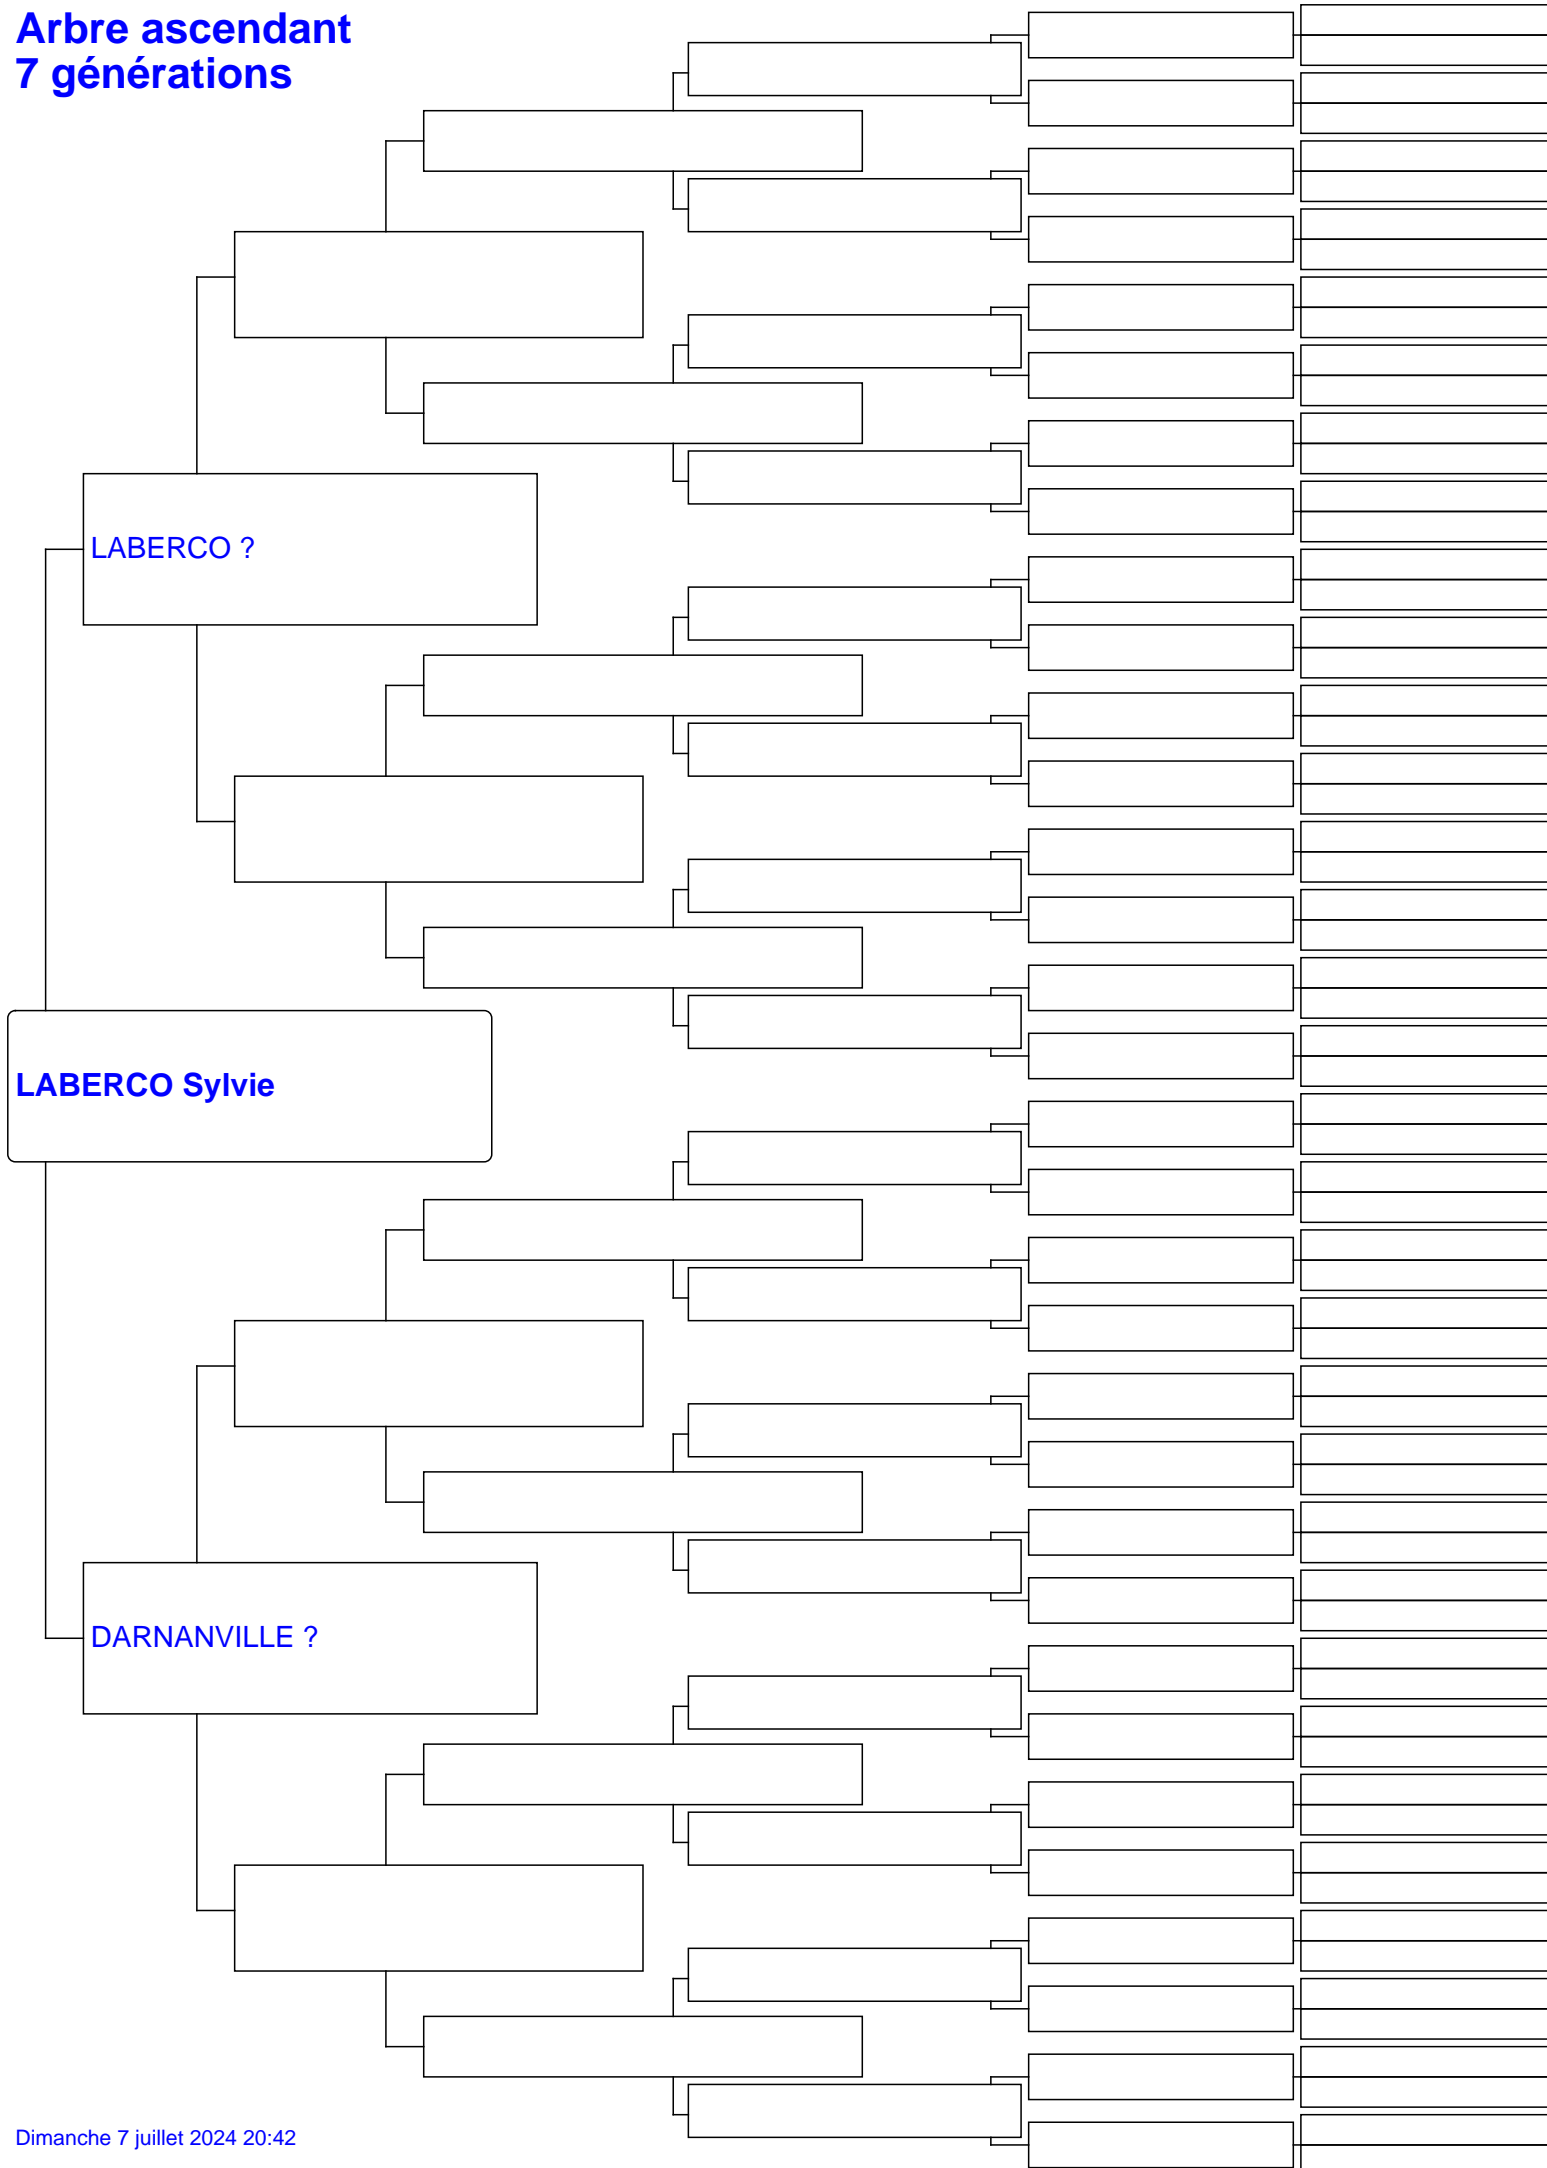 Arbre ascendant
7 générations
LABERCO ?
LABERCO Sylvie
DARNANVILLE ?
Dimanche 7 juillet 2024 20:42